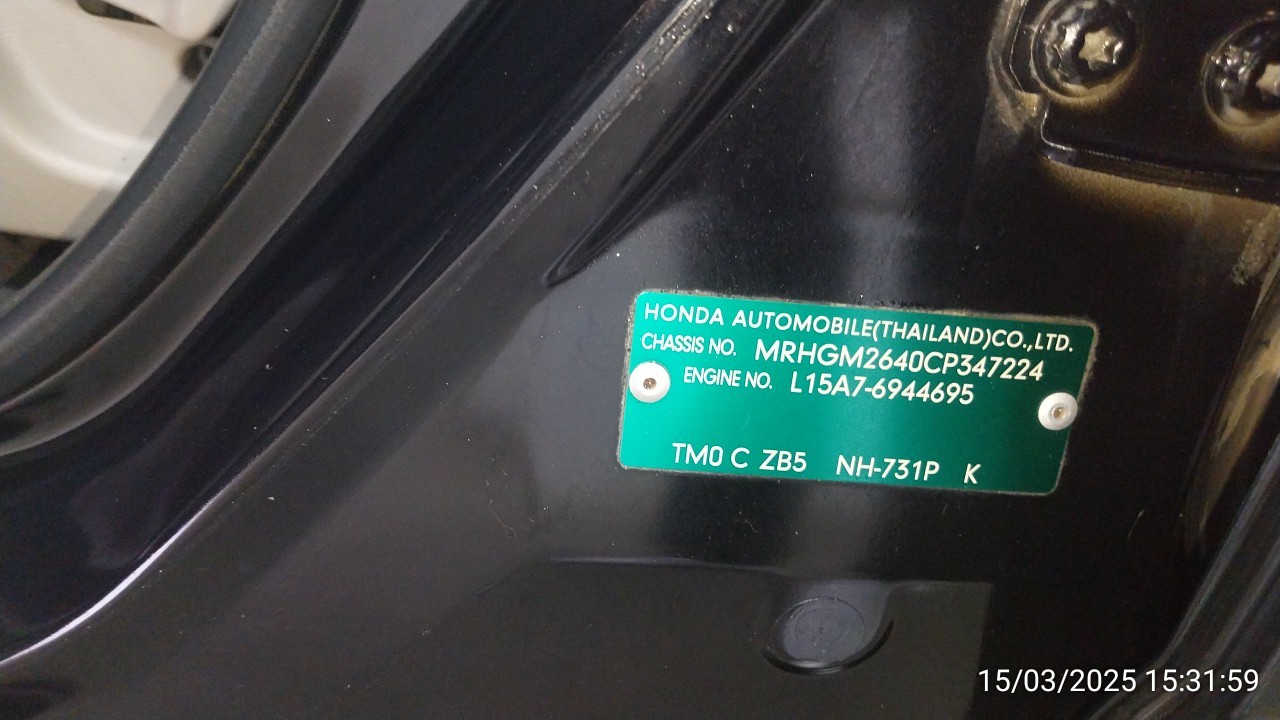 HONDA AUTOMOBILE(THAILAND)CO.,LTD.
CHASSIS NO. MRHGM2640CP347224
ENGINE NO. L15A7-6944695
TM0 C ZB5 NH-731P K
15/03/2025 15:31:59